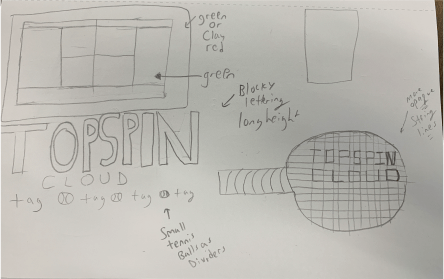 green
or
Clay
red
green
Blocky
lettering
long height
TOPSPIN
CLOUD
tag tag tag tag
Small
tennis
Balls as
Dividers
more
opaque
string
lines
TOPSPIN
CLOUD